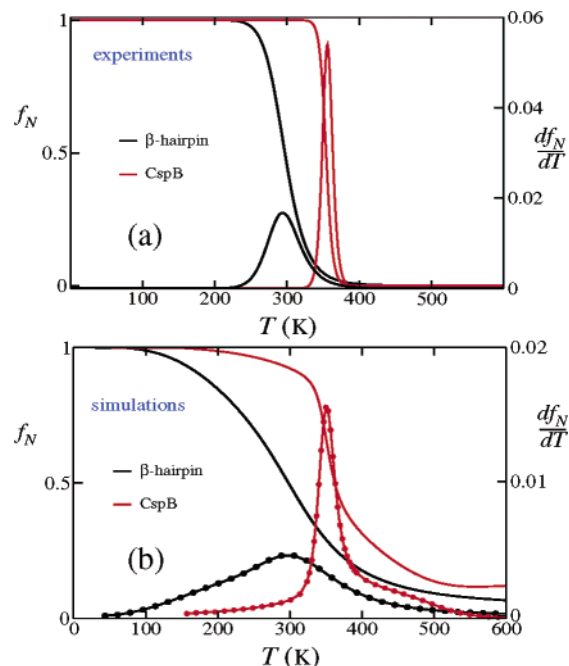 1
0.06
experiments
f_N
0.04
df_N
dT
β-hairpin
0.5
CspB
0.02
(a)
0
0
100
200
300
400
500
T (K)
1
0.02
simulations
f_N
df_N
dT
β-hairpin
0.5
CspB
0.01
(b)
0
0
0
100
200
300
400
500
600
T (K)